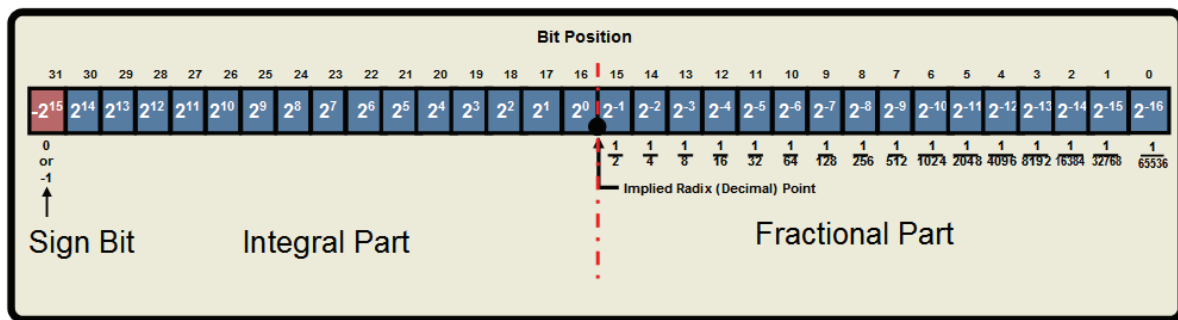 Bit Position
31 30 29 28 27 26 25 24 23 22 21 20 19 18 17 16 15 14 13 12 11 10 9 8 7 6 5 4 3 2 1 0
-2¹⁵ 2¹⁴ 2¹³ 2¹² 2¹¹ 2¹⁰ 2⁹ 2⁸ 2⁷ 2⁶ 2⁵ 2⁴ 2³ 2² 2¹ 2⁰ 2⁻¹ 2⁻² 2⁻³ 2⁻⁴ 2⁻⁵ 2⁻⁶ 2⁻⁷ 2⁻⁸ 2⁻⁹ 2⁻¹⁰ 2⁻¹¹ 2⁻¹² 2⁻¹³ 2⁻¹⁴ 2⁻¹⁵ 2⁻¹⁶
0
or
-1
1/2 1/4 1/8 1/16 1/32 1/64 1/128 1/256 1/512 1/1024 1/2048 1/4096 1/8192 1/16384 1/32768 1/65536
Implied Radix (Decimal) Point
Sign Bit Integral Part Fractional Part